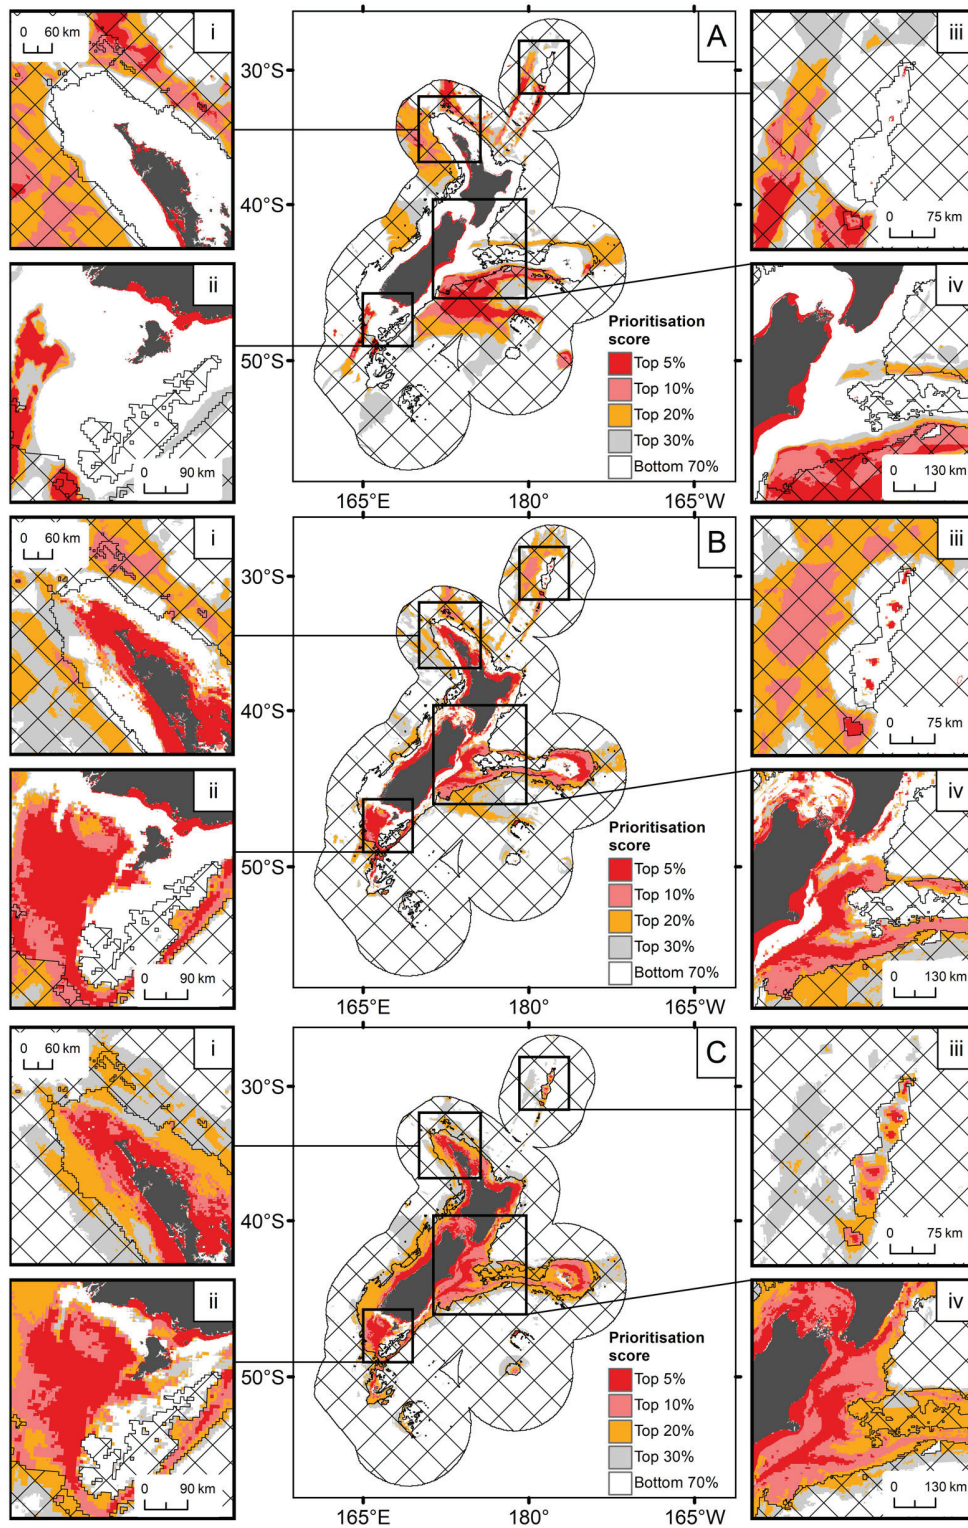 0 60 km
i
A
iii
30°S
40°S
50°S
0 75 km
ii
0 90 km
iv
0 130 km
Prioritisation
score
Top 5%
Top 10%
Top 20%
Top 30%
Bottom 70%
165°E
180°
165°W
0 60 km
i
B
iii
30°S
40°S
50°S
0 75 km
ii
0 90 km
iv
0 130 km
Prioritisation
score
Top 5%
Top 10%
Top 20%
Top 30%
Bottom 70%
165°E
180°
165°W
0 60 km
i
C
iii
30°S
40°S
50°S
0 75 km
ii
0 90 km
iv
0 130 km
Prioritisation
score
Top 5%
Top 10%
Top 20%
Top 30%
Bottom 70%
165°E
180°
165°W